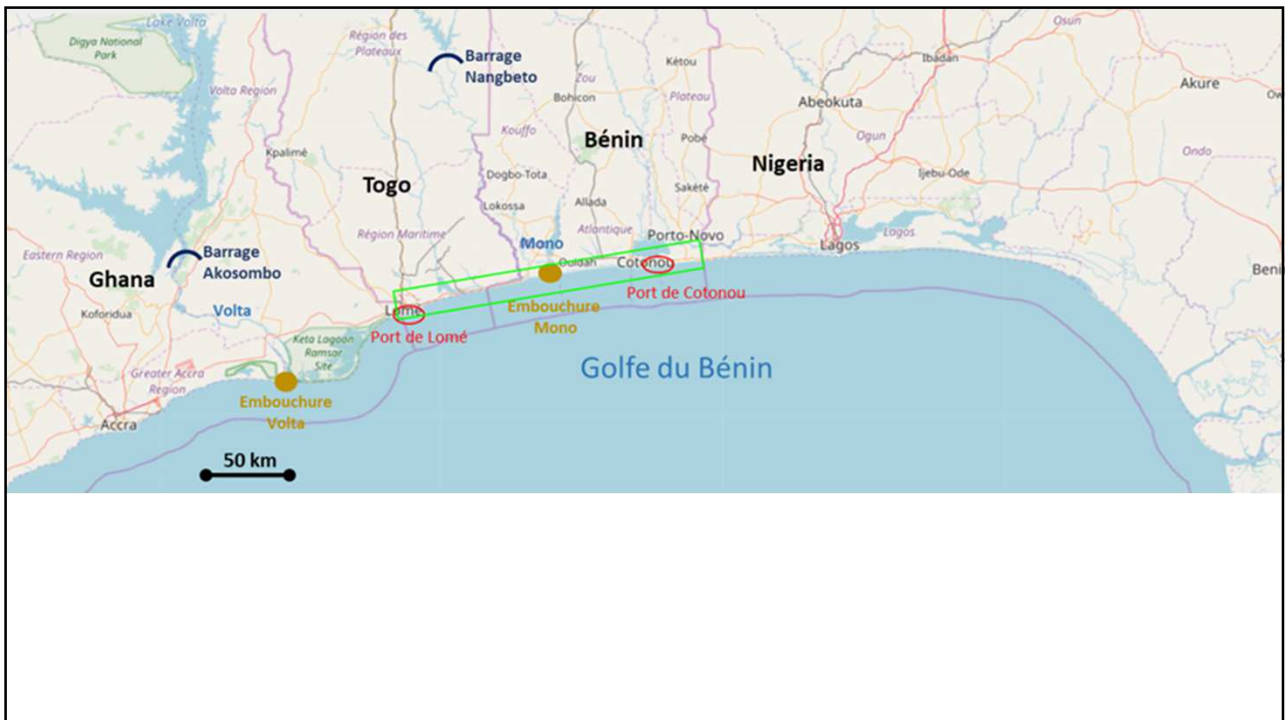 Lake Volta
Digya National
Park
Région des
Plateaux
Barrage
Nangbeto
Osun
Ibadan
Kétou
Zou
Volta Region
Bohicon
Plateau
Abeokuta
Akure
Kouffo
Bénin
Pobé
Ogun
Kpalimé
Nigeria
Ondo
Togo
Dogbo-Tota
Sakété
Ijebu-Ode
Lokossa
Allada
Atlantique
Région Maritime
Porto-Novo
Lagos
Mono
Lagos
Eastern Region
Barrage
Akosombo
Ouidah
Cotonou
Ghana
Port de Cotonou
Koforidua
Volta
Lomé
Embouchure
Mono
Port de Lomé
Keta Lagoon
Ramsar
Site
Golfe du Bénin
Greater Accra
Region
Embouchure
Volta
Accra
50 km